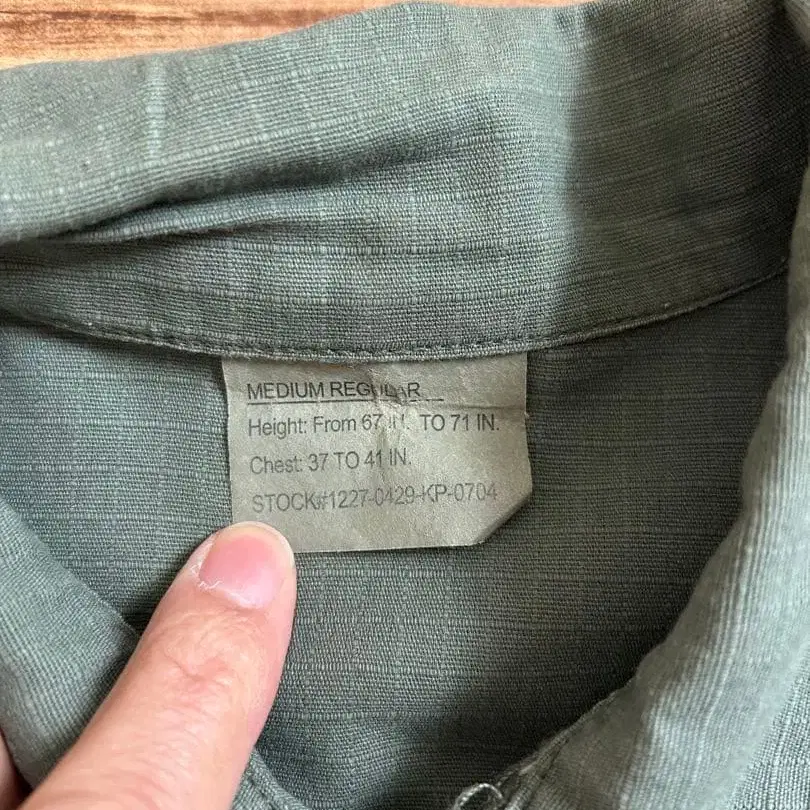 MEDIUM REGULAR
Height: From 67 IN. TO 71 IN.
Chest: 37 TO 41 IN.
STOCK#1227-0429-KP-0704